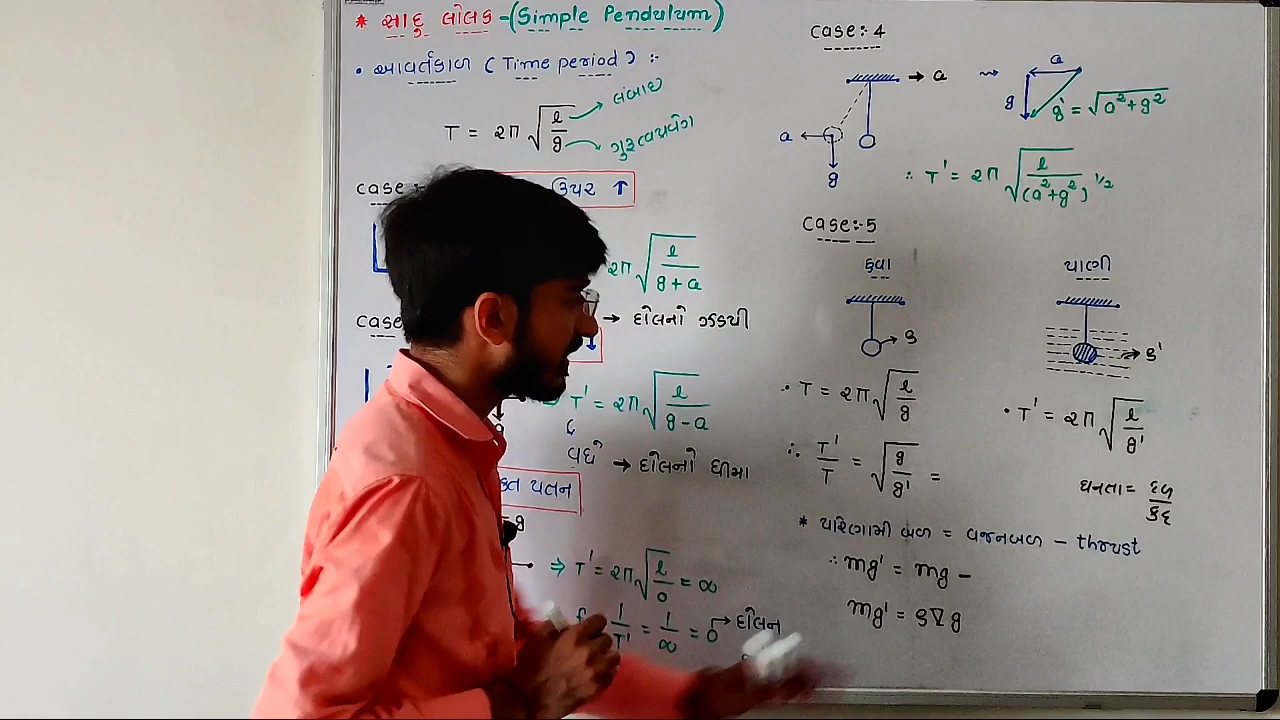 * સાદુ લોલક-(Simple Pendulum)
• આવર્તકાળ ( Time period ) :-
T = 2π √(l/g)
લંબાઇ
ગુરૂત્વપ્રવેગ
case:-
ઉપર ↑
2π √(l/(g+a))
→ દોલનો ઝડપી
case
T' = 2π √(l/(g-a))
વધે → દોલનો ધીમા
પતન
⇒ T' = 2π √(l/0) = ∞
1/T' = 1/∞ = 0 → દોલન
case:-4
→ a
a
g
g' = √(a²+g²)
a ←
g
∴ T' = 2π √(l/(a²+g²)^1/2
case:-5
હવા
પાણી
ς
ς'
• T = 2π √(l/g)
• T' = 2π √(l/g')
∴ T'/T = √(g/g') =
ઘનતા = દળ/કદ
* પરિણામી બળ = વજનબળ - thrust
∴ mg' = mg -
mg' = ς∇g